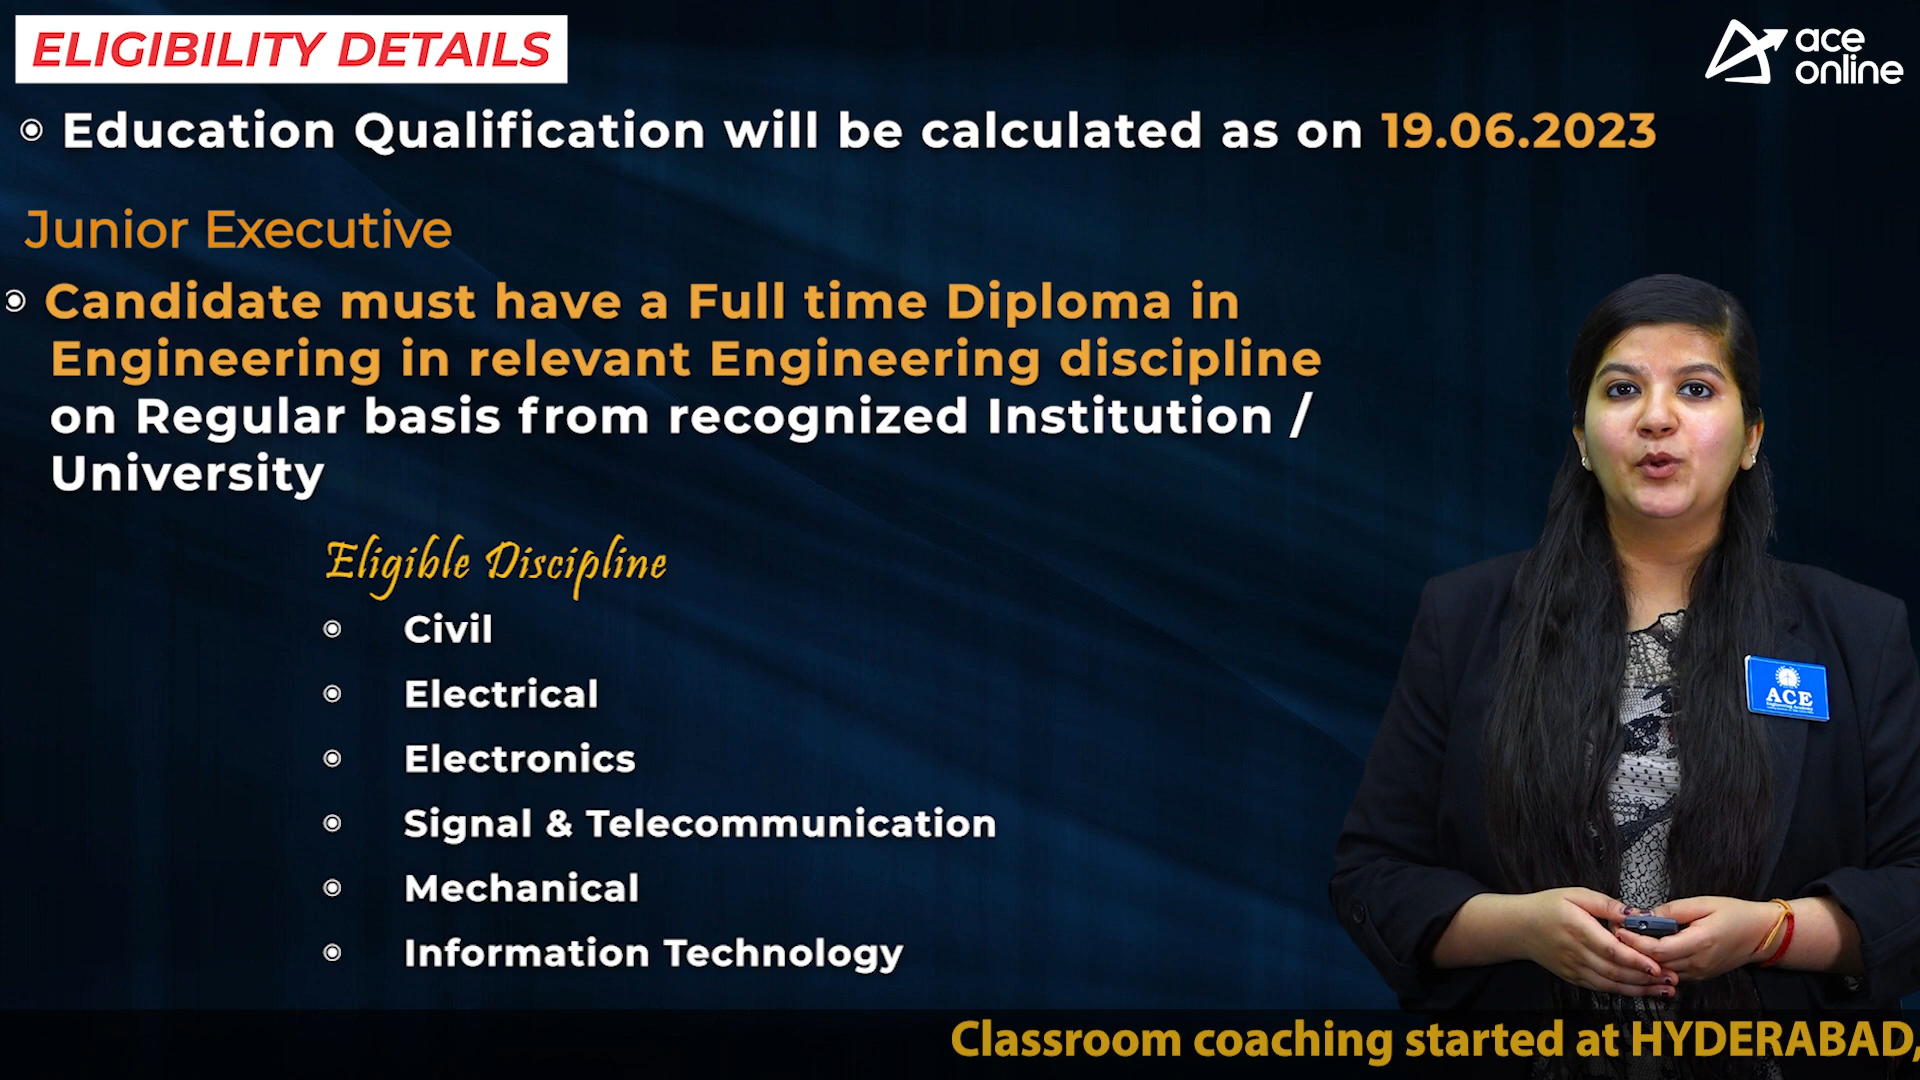 ELIGIBILITY DETAILS
ace
online
Education Qualification will be calculated as on 19.06.2023
Junior Executive
Candidate must have a Full time Diploma in
Engineering in relevant Engineering discipline
on Regular basis from recognized Institution /
University
Eligible Discipline
Civil
Electrical
Electronics
Signal & Telecommunication
Mechanical
Information Technology
ACE
Engineering Academy
Classroom coaching started at HYDERABAD,